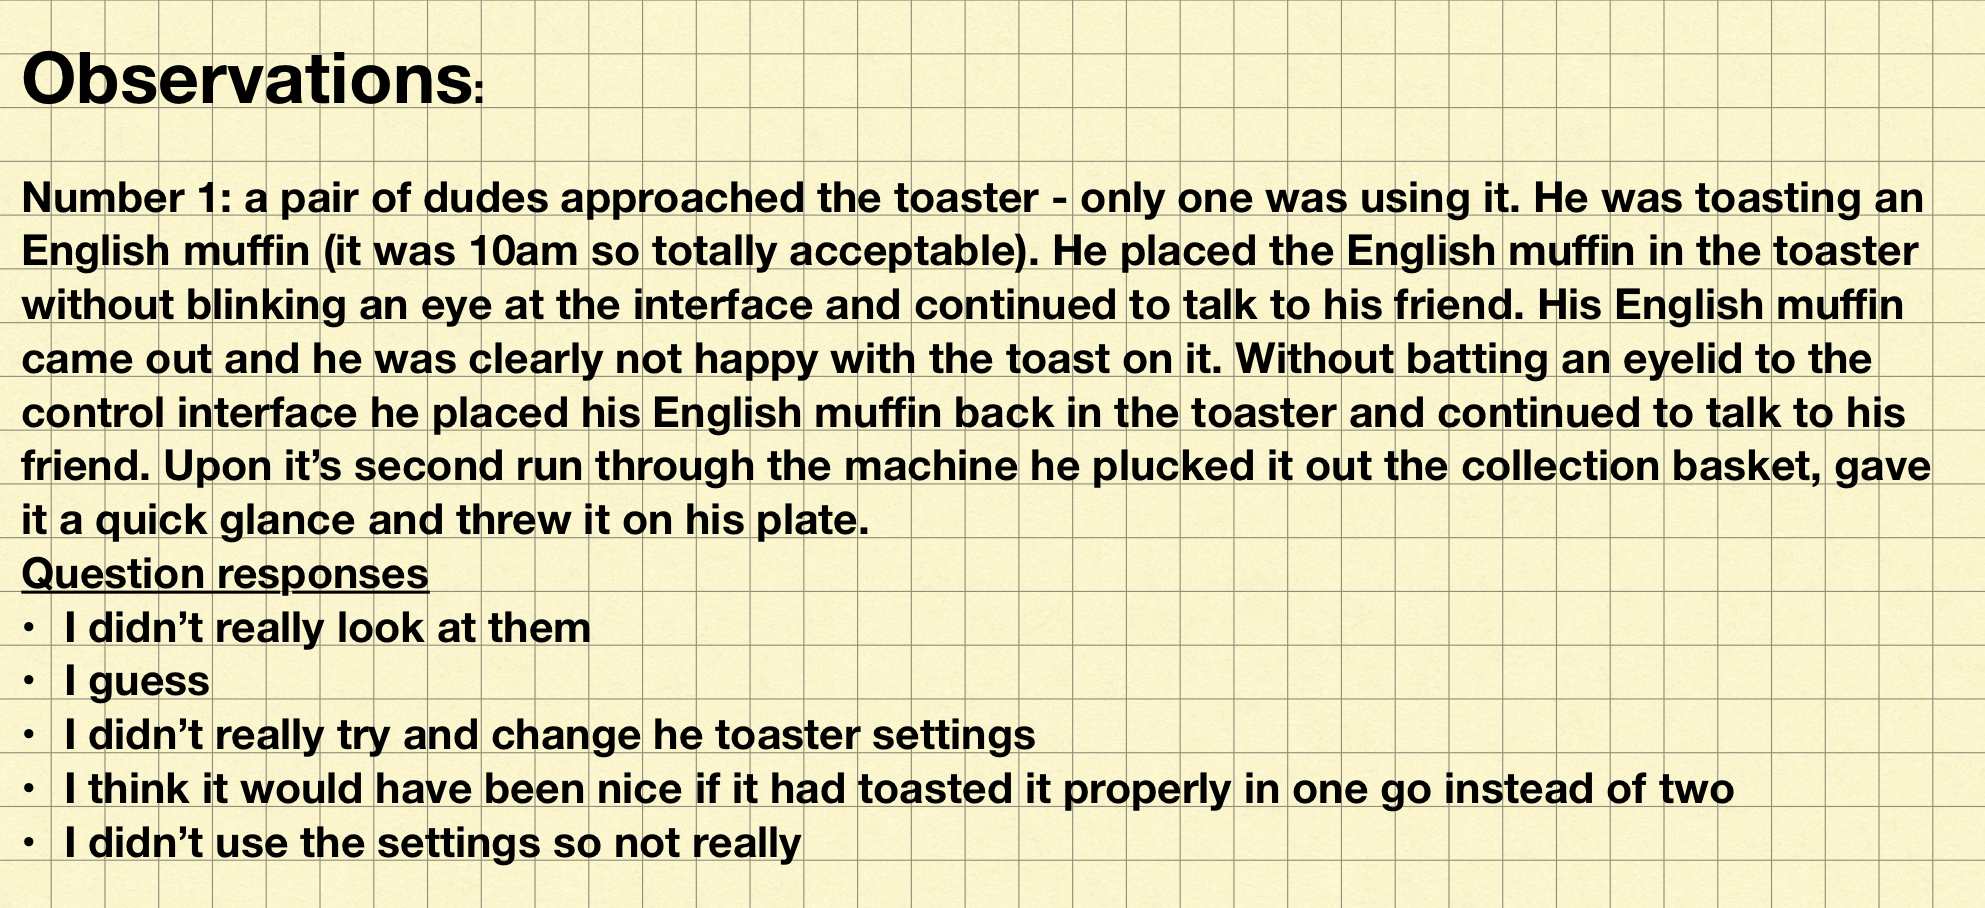 Observations:
Number 1: a pair of dudes approached the toaster - only one was using it. He was toasting an
English muffin (it was 10am so totally acceptable). He placed the English muffin in the toaster
without blinking an eye at the interface and continued to talk to his friend. His English muffin
came out and he was clearly not happy with the toast on it. Without batting an eyelid to the
control interface he placed his English muffin back in the toaster and continued to talk to his
friend. Upon it’s second run through the machine he plucked it out the collection basket, gave
it a quick glance and threw it on his plate.
Question responses
• I didn’t really look at them
• I guess
• I didn’t really try and change he toaster settings
• I think it would have been nice if it had toasted it properly in one go instead of two
• I didn’t use the settings so not really